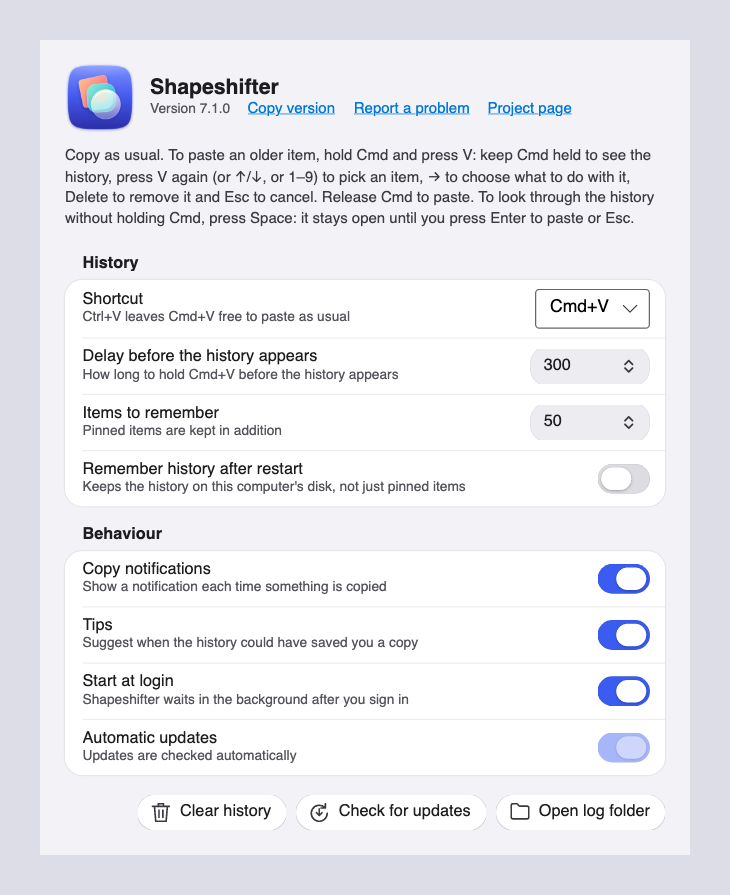 Shapeshifter
Version 7.1.0 Copy version Report a problem Project page
Copy as usual. To paste an older item, hold Cmd and press V: keep Cmd held to see the
history, press V again (or ↑/↓, or 1–9) to pick an item, → to choose what to do with it,
Delete to remove it and Esc to cancel. Release Cmd to paste. To look through the history
without holding Cmd, press Space: it stays open until you press Enter to paste or Esc.
History
Shortcut
Ctrl+V leaves Cmd+V free to paste as usual
Cmd+V
Delay before the history appears
How long to hold Cmd+V before the history appears
300
Items to remember
Pinned items are kept in addition
50
Remember history after restart
Keeps the history on this computer's disk, not just pinned items
Behaviour
Copy notifications
Show a notification each time something is copied
Tips
Suggest when the history could have saved you a copy
Start at login
Shapeshifter waits in the background after you sign in
Automatic updates
Updates are checked automatically
Clear history Check for updates Open log folder